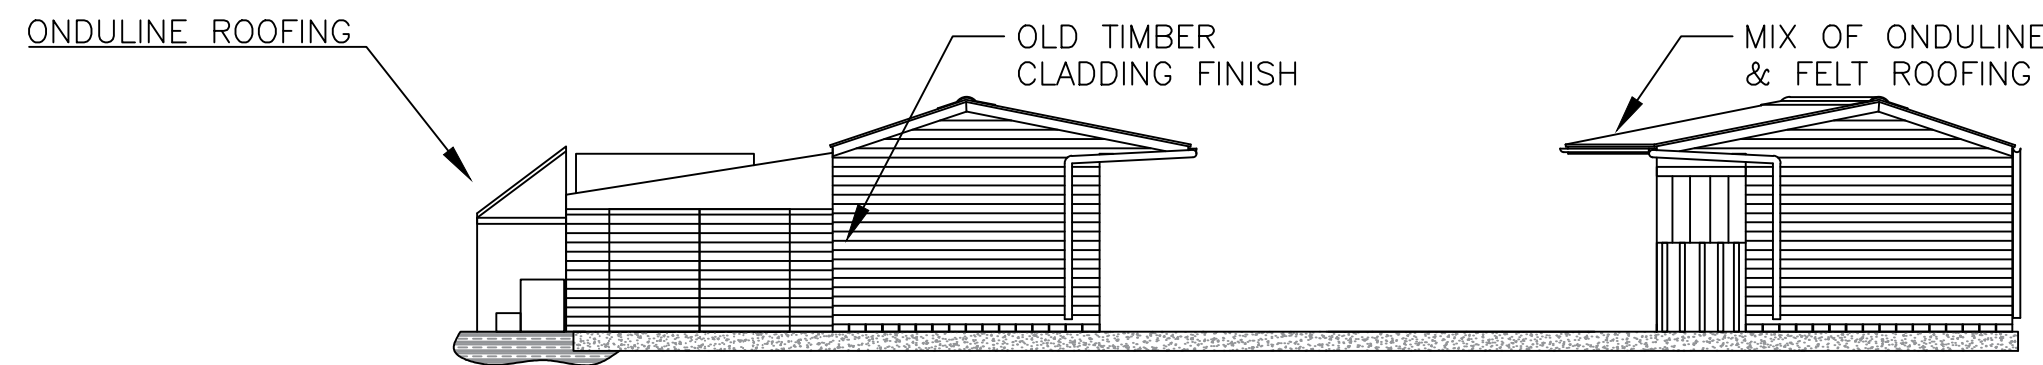 ONDULINE ROOFING
OLD TIMBER
CLADDING FINISH
MIX OF ONDULINE
& FELT ROOFING